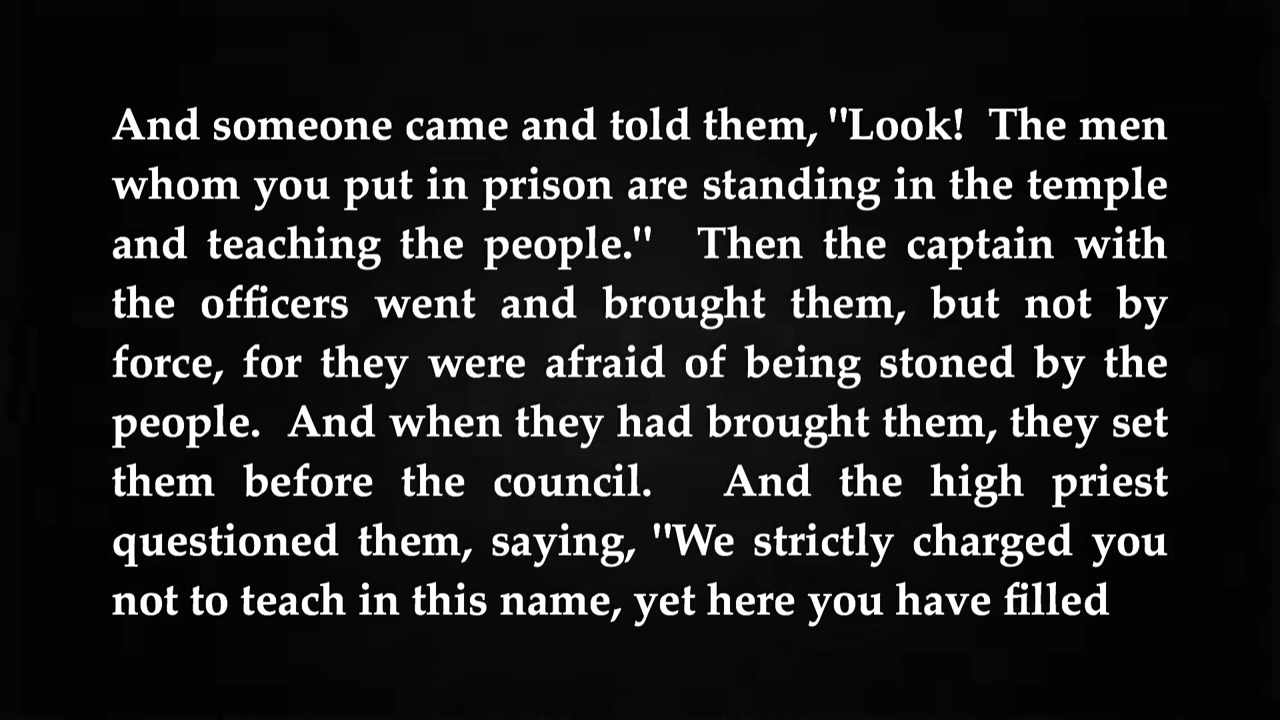 And someone came and told them, "Look!  The men
whom you put in prison are standing in the temple
and teaching the people."  Then the captain with
the officers went and brought them, but not by
force, for they were afraid of being stoned by the
people.  And when they had brought them, they set
them before the council.  And the high priest
questioned them, saying, "We strictly charged you
not to teach in this name, yet here you have filled